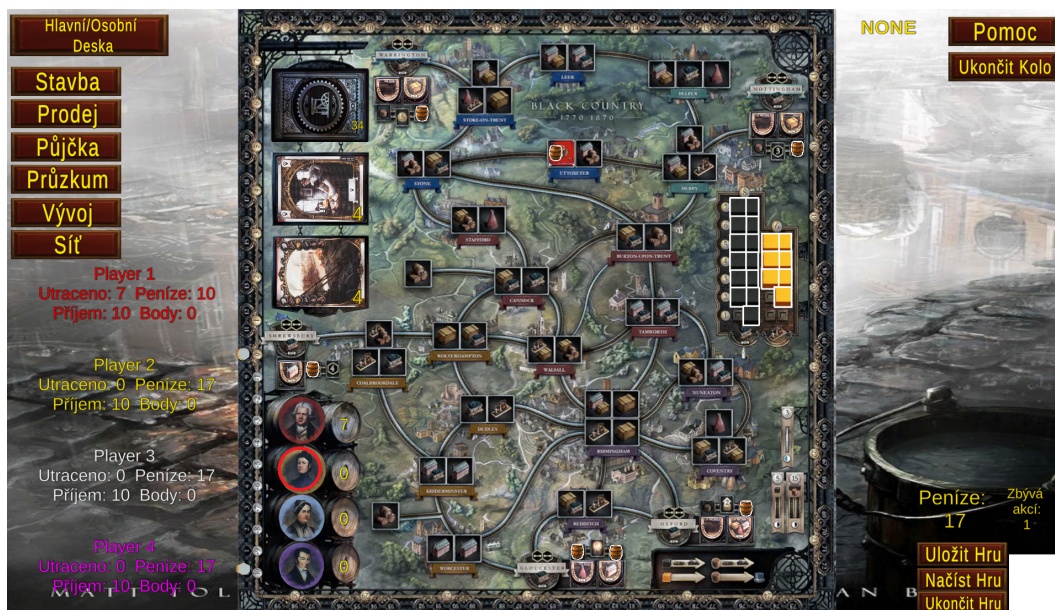 Hlavní/Osobní
Deska
Stavba
Prodej
Půjčka
Průzkum
Vývoj
Síť
Player 1
Utraceno: 7 Peníze: 10
Příjem: 10 Body: 0
Player 2
Utraceno: 0 Peníze: 17
Příjem: 10 Body: 0
Player 3
Utraceno: 0 Peníze: 17
Příjem: 10 Body: 0
Player 4
Utraceno: 0 Peníze: 17
Příjem: 10 Body: 0
34
4
4
7
0
0
0
WARRINGTON
LEEK
BELPER
NOTTINGHAM
BLACK COUNTRY
1770 1870
STOKE-ON-TRENT
STONE
UTTOXETER
DERBY
3
STAFFORD
BURTON-UPON-TRENT
CANNOCK
TAMWORTH
SHREWSBURY
4
WOLVERHAMPTON
WALSALL
COALBROOKDALE
NUNEATON
DUDLEY
BIRMINGHAM
COVENTRY
KIDDERMINSTER
REDDITCH
OXFORD
WORCESTER
GLOUCESTER
NONE
Pomoc
Ukončit Kolo
Peníze:
17
Zbývá
akcí:
1
Uložit Hru
Načíst Hru
Ukončit Hru